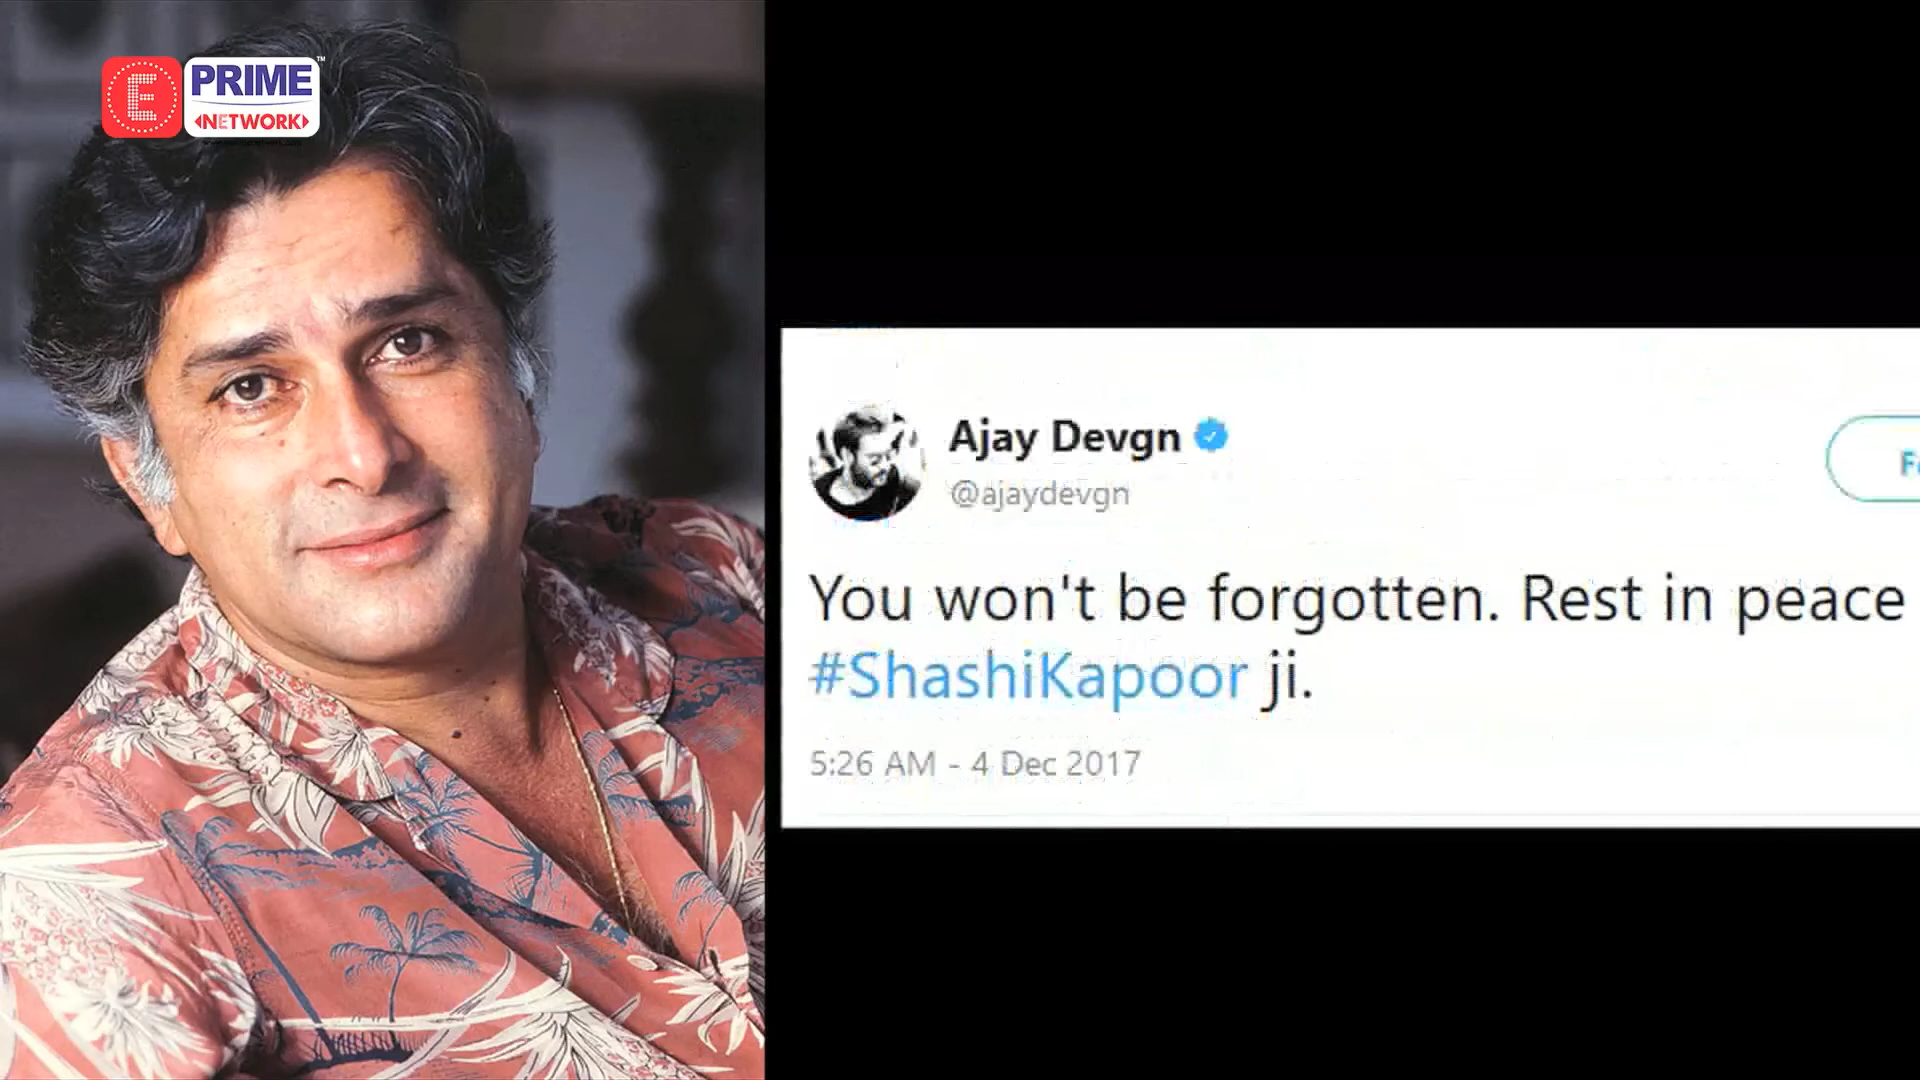 E
PRIME™
NETWORK
Ajay Devgn
@ajaydevgn
You won't be forgotten. Rest in peace
#ShashiKapoor ji.
5:26 AM - 4 Dec 2017